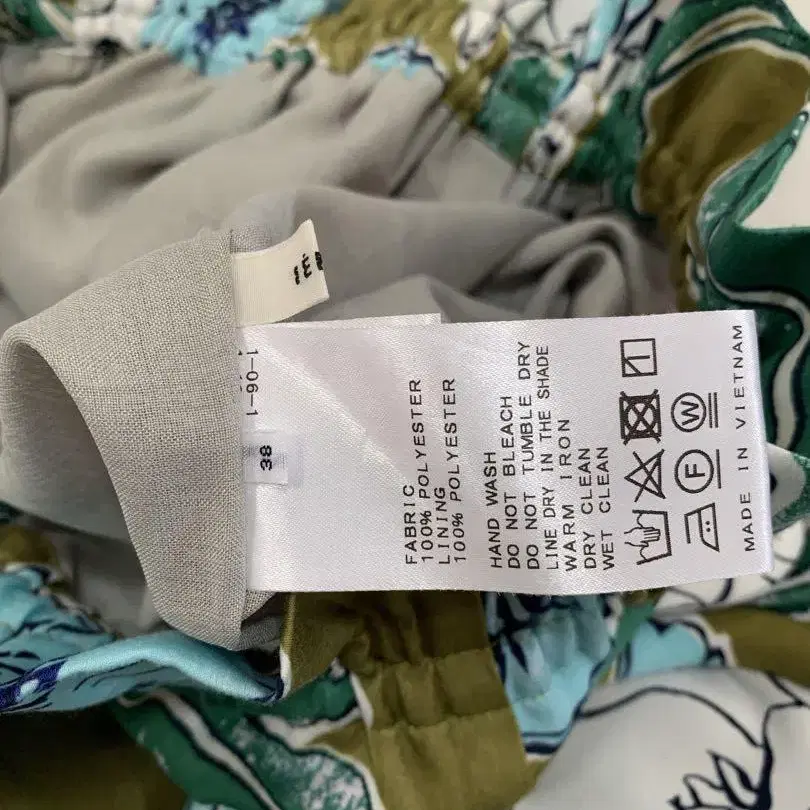 38
FABRIC
100% POLYESTER
LINING
100% POLYESTER
HAND WASH
DO NOT BLEACH
DO NOT TUMBLE DRY
LINE DRY IN THE SHADE
WARM IRON
DRY CLEAN
WET CLEAN
F
W
MADE IN VIETNAM